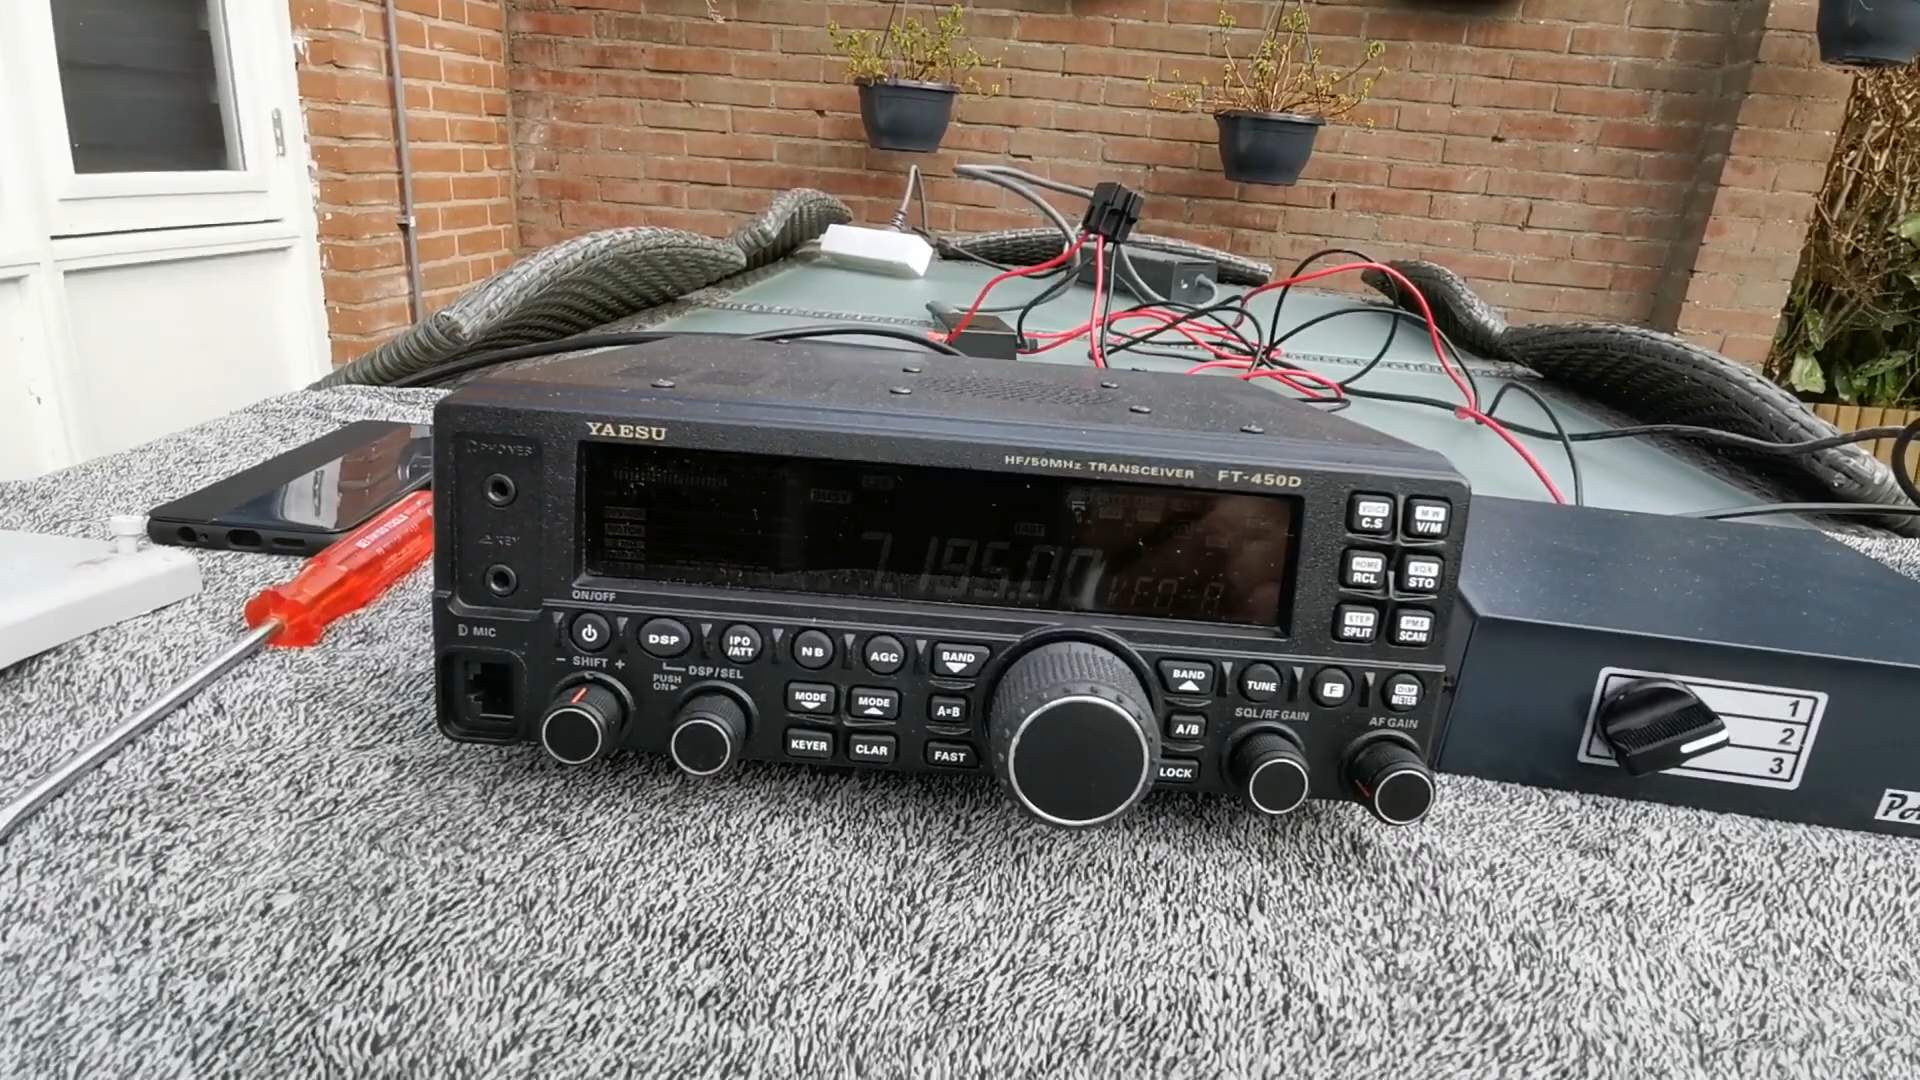 YAESU
HF/50MHz TRANSCEIVER FT-450D
PHONES
KEY
MIC
ON/OFF
BUSY
NOTCH
FAST
7.195.00 VFO-A
VOICE
C.S
M/W
V/M
HOME
RCL
VOX
STO
STEP
SPLIT
PMS
SCAN
DSP
IPO
/ATT
NB
AGC
BAND
BAND
TUNE
F
DIM
METER
− SHIFT +
PUSH
ON
DSP/SEL
MODE
MODE
A=B
A/B
SQL/RF GAIN
AF GAIN
KEYER
CLAR
FAST
LOCK
1
2
3